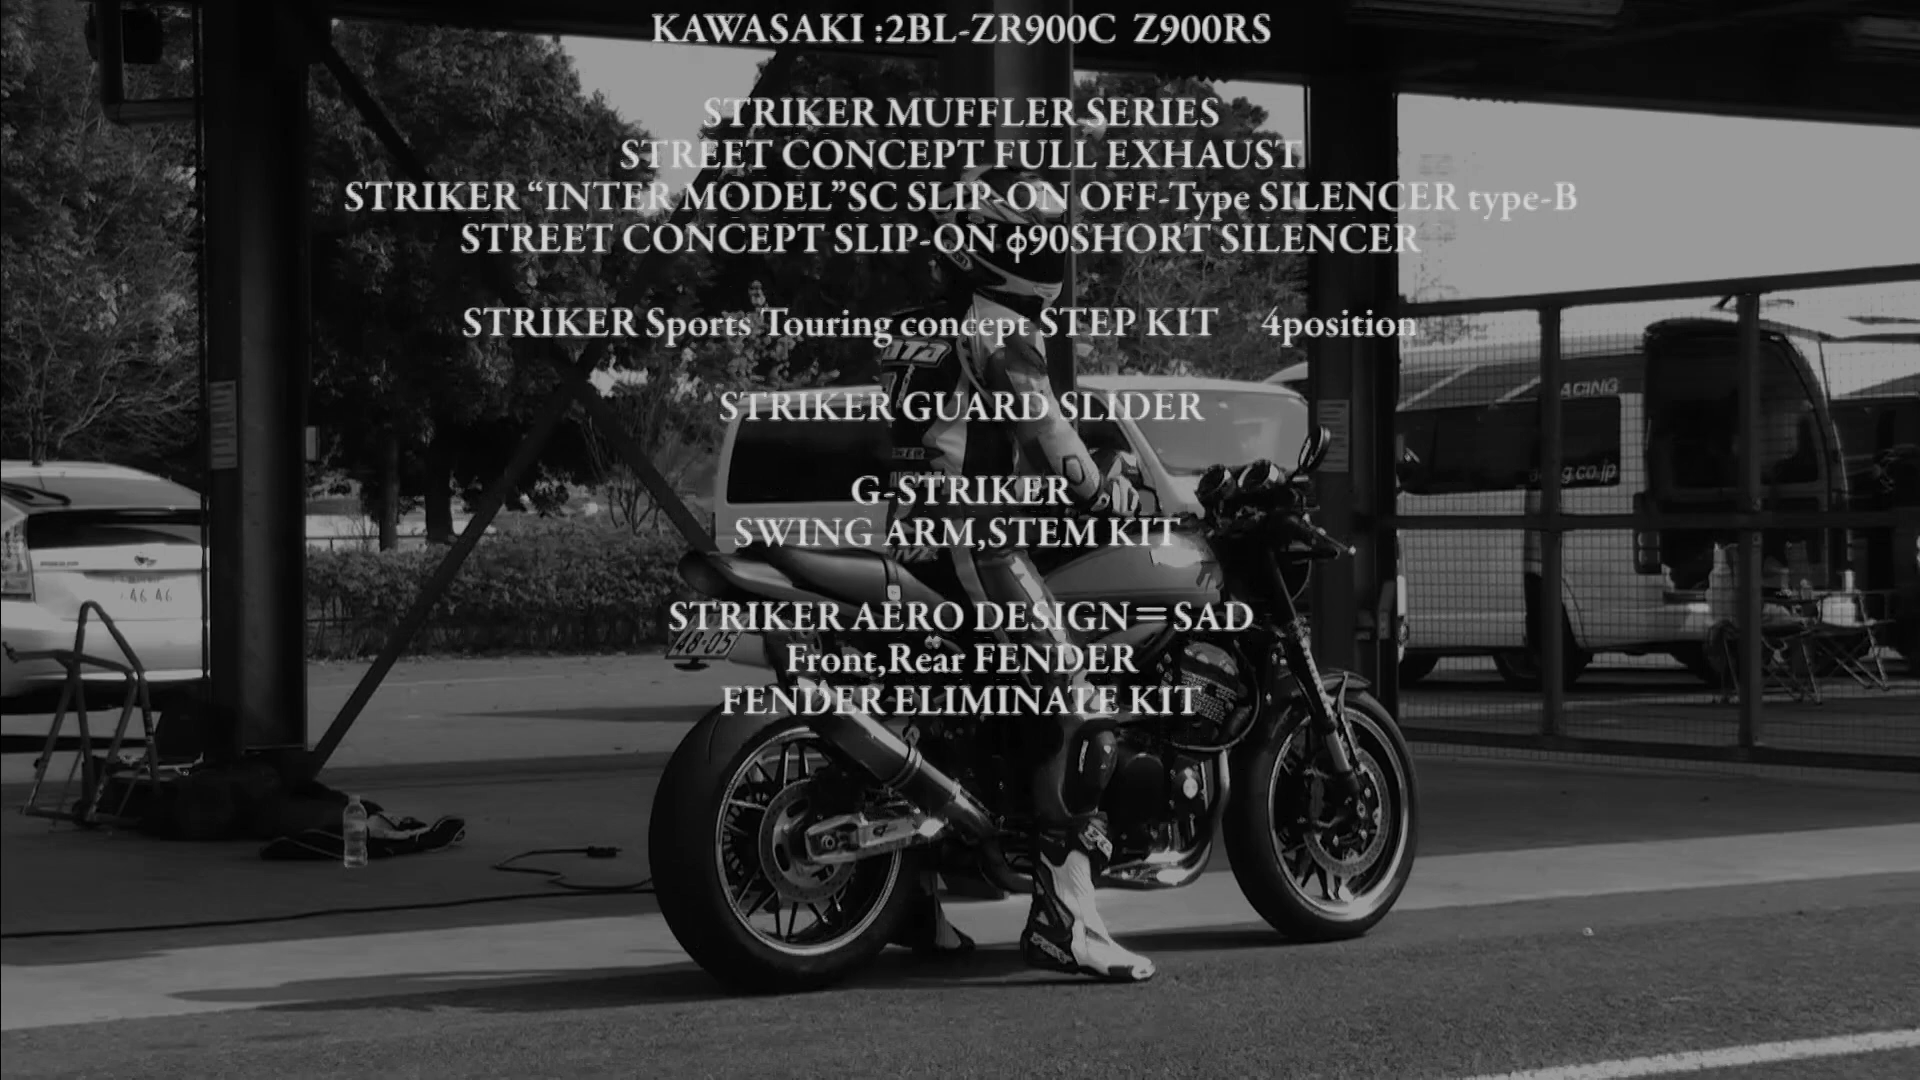 KAWASAKI :2BL-ZR900C Z900RS
STRIKER MUFFLER SERIES
STREET CONCEPT FULL EXHAUST
STRIKER “INTER MODEL”SC SLIP-ON OFF-Type SILENCER type-B
STREET CONCEPT SLIP-ON ϕ90SHORT SILENCER
STRIKER Sports Touring concept STEP KIT 4position
STRIKER GUARD SLIDER
G-STRIKER
SWING ARM,STEM KIT
STRIKER AERO DESIGN=SAD
Front,Rear FENDER
FENDER ELIMINATE KIT
48-05